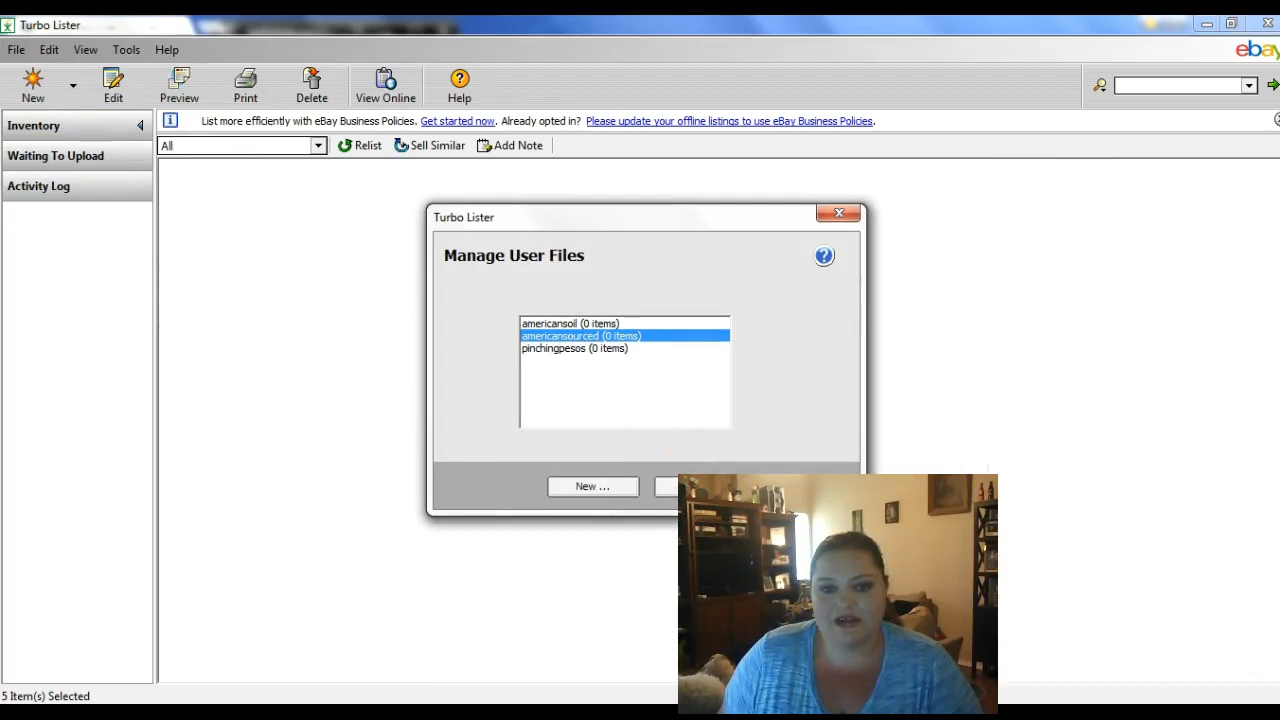 Turbo Lister
File Edit View Tools Help
ebay
New Edit Preview Print Delete View Online Help
Inventory
List more efficiently with eBay Business Policies. Get started now. Already opted in? Please update your offline listings to use eBay Business Policies.
Waiting To Upload
All Relist Sell Similar Add Note
Activity Log
Turbo Lister
Manage User Files
americansoil (0 items)
americansourced (0 items)
pinchingpesos (0 items)
New ...
5 Item(s) Selected